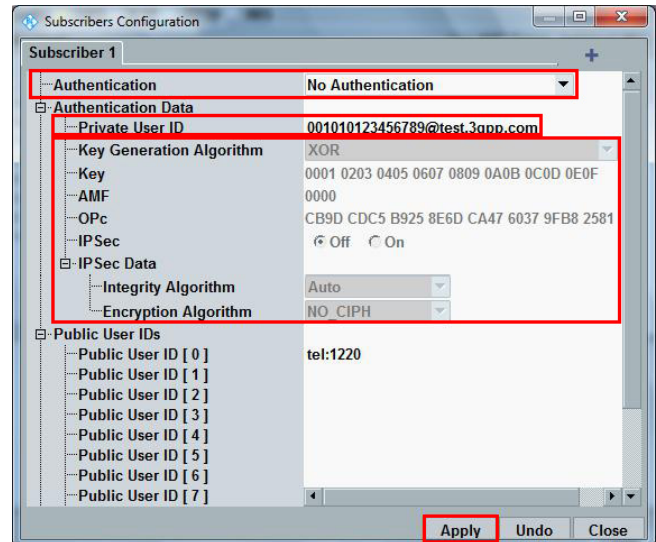 Subscribers Configuration
Subscriber 1
Authentication No Authentication
Authentication Data
Private User ID 001010123456789@test.3gpp.com
Key Generation Algorithm XOR
Key 0001 0203 0405 0607 0809 0A0B 0C0D 0E0F
AMF 0000
OPc CB9D CDC5 B925 8E6D CA47 6037 9FB8 2581
IPSec Off On
IPSec Data
Integrity Algorithm Auto
Encryption Algorithm NO_CIPH
Public User IDs
Public User ID [ 0 ] tel:1220
Public User ID [ 1 ]
Public User ID [ 2 ]
Public User ID [ 3 ]
Public User ID [ 4 ]
Public User ID [ 5 ]
Public User ID [ 6 ]
Public User ID [ 7 ]
Apply Undo Close